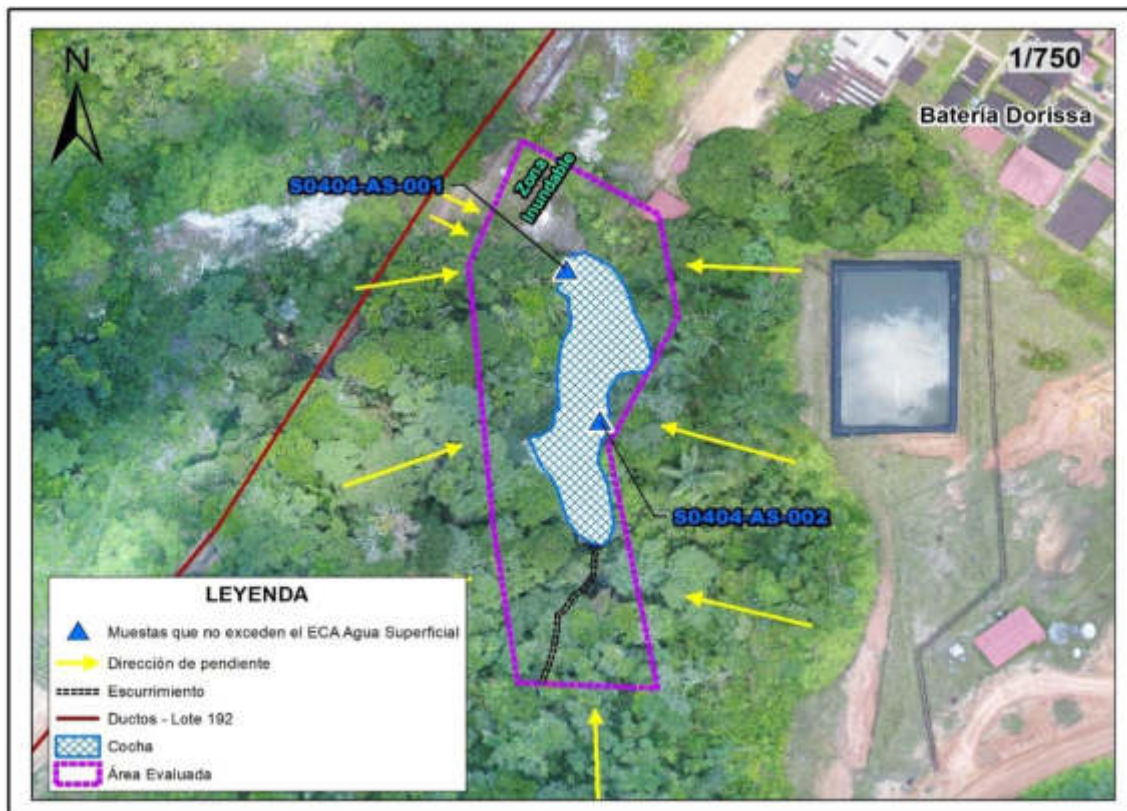 N
1/750
Batería Dorissa
S0404-AS-001
Zona
Inundable
S0404-AS-002
LEYENDA
Muestas que no exceden el ECA Agua Superficial
Dirección de pendiente
Escurrimiento
Ductos - Lote 192
Cocha
Área Evaluada